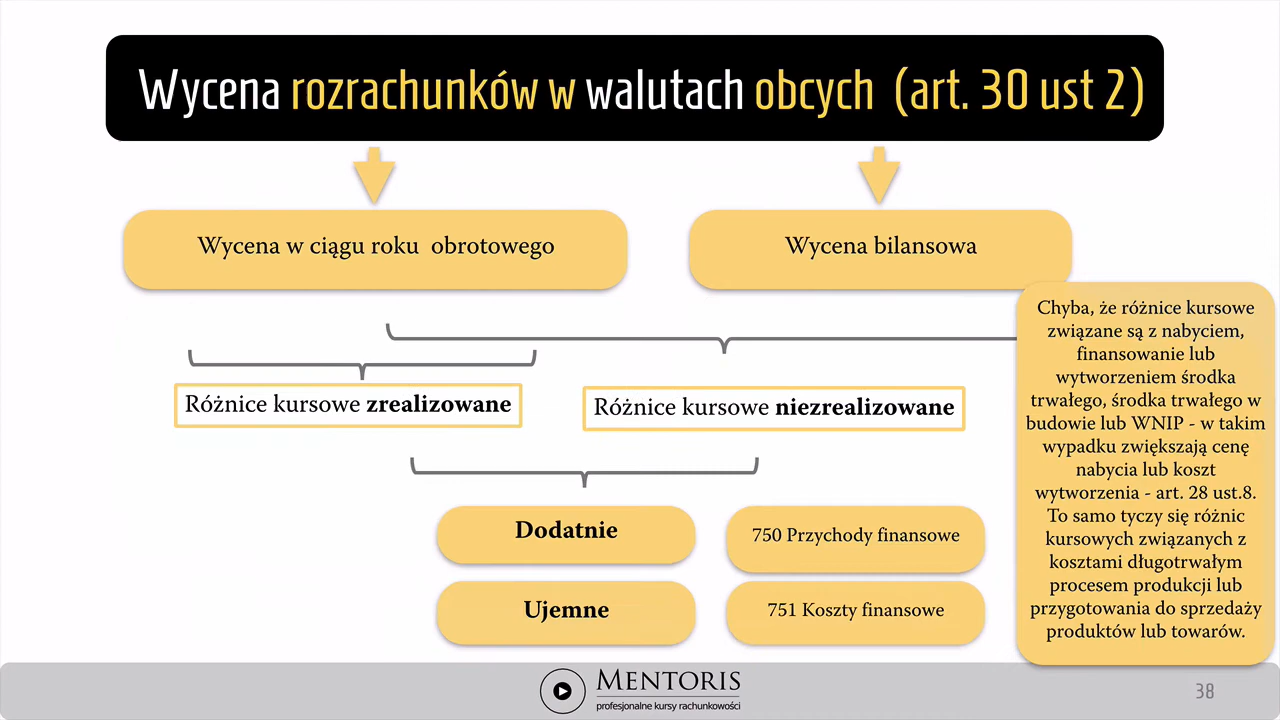 Wycena rozrachunków w walutach obcych (art. 30 ust 2)
Wycena w ciągu roku obrotowego
Wycena bilansowa
Różnice kursowe zrealizowane
Różnice kursowe niezrealizowane
Dodatnie
750 Przychody finansowe
Ujemne
751 Koszty finansowe
Chyba, że różnice kursowe
związane są z nabyciem,
finansowanie lub
wytworzeniem środka
trwałego, środka trwałego w
budowie lub WNIP - w takim
wypadku zwiększają cenę
nabycia lub koszt
wytworzenia - art. 28 ust.8.
To samo tyczy się różnic
kursowych związanych z
kosztami długotrwałym
procesem produkcji lub
przygotowania do sprzedaży
produktów lub towarów.
MENTORIS
profesjonalne kursy rachunkowości
38